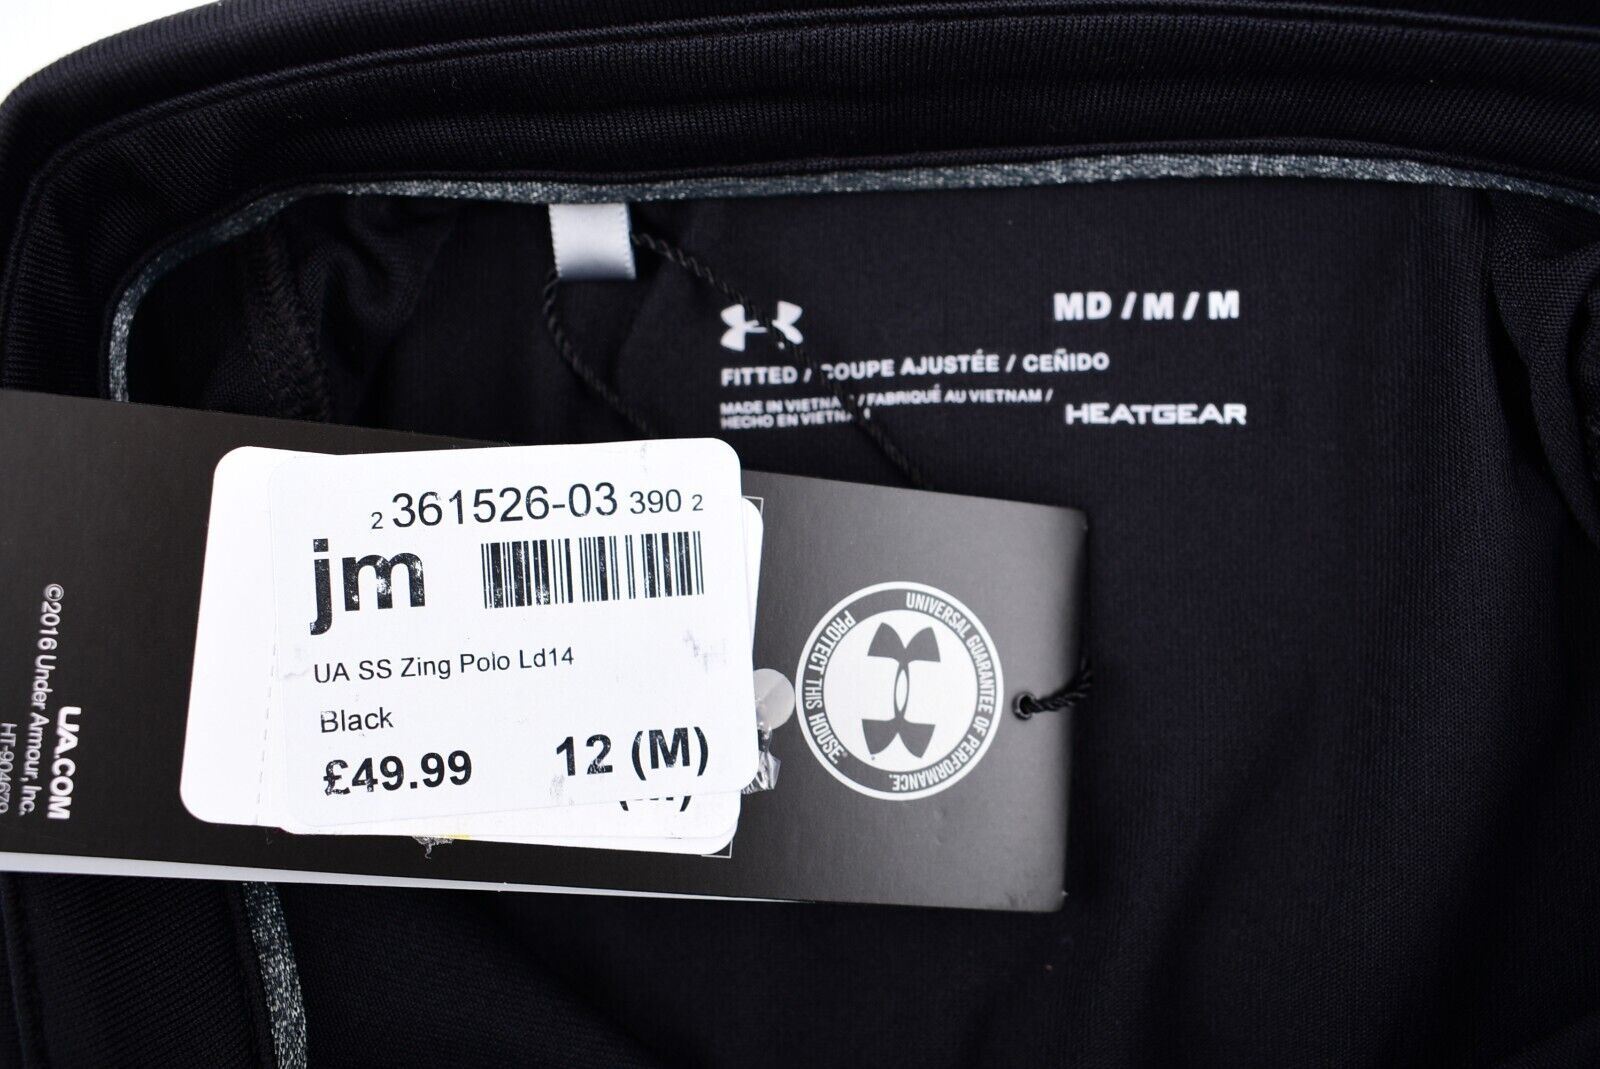 MD / M / M
FITTED / COUPE AJUSTÉE / CEÑIDO
MADE IN VIETNAM / FABRIQUÉ AU VIETNAM /
HECHO EN VIETNAM
HEATGEAR
2 361526-03 390 2
jm
UA SS Zing Polo Ld14
Black
£49.99 12 (M)
UNIVERSAL GUARANTEE OF PERFORMANCE.
PROTECT THIS HOUSE®
UA.COM
©2016 Under Armour, Inc.